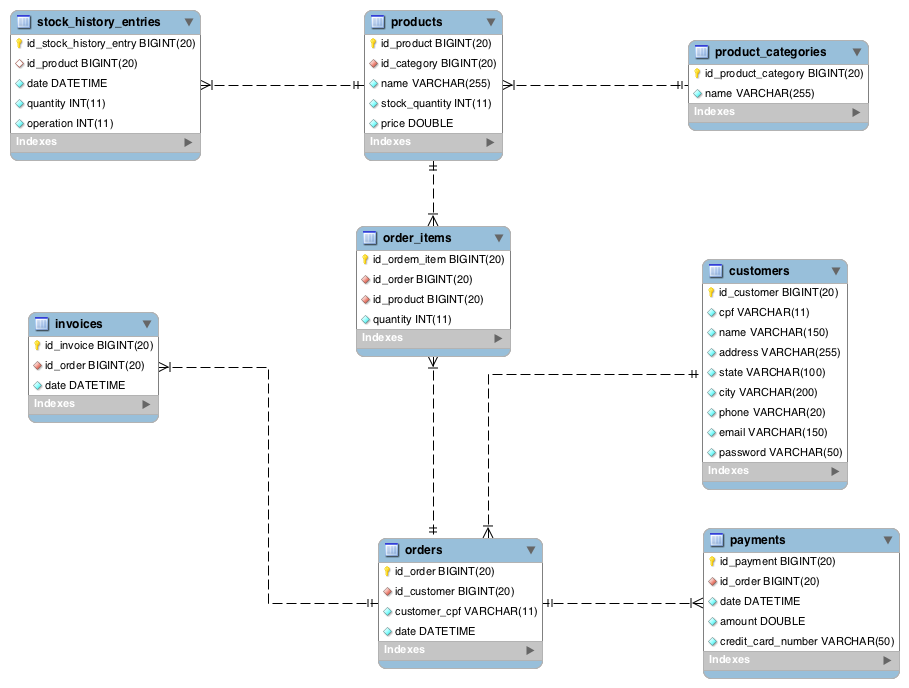 stock_history_entries
id_stock_history_entry BIGINT(20)
id_product BIGINT(20)
date DATETIME
quantity INT(11)
operation INT(11)
Indexes
products
id_product BIGINT(20)
id_category BIGINT(20)
name VARCHAR(255)
stock_quantity INT(11)
price DOUBLE
Indexes
product_categories
id_product_category BIGINT(20)
name VARCHAR(255)
Indexes
order_items
id_ordem_item BIGINT(20)
id_order BIGINT(20)
id_product BIGINT(20)
quantity INT(11)
Indexes
customers
id_customer BIGINT(20)
cpf VARCHAR(11)
name VARCHAR(150)
address VARCHAR(255)
state VARCHAR(100)
city VARCHAR(200)
phone VARCHAR(20)
email VARCHAR(150)
password VARCHAR(50)
Indexes
invoices
id_invoice BIGINT(20)
id_order BIGINT(20)
date DATETIME
Indexes
orders
id_order BIGINT(20)
id_customer BIGINT(20)
customer_cpf VARCHAR(11)
date DATETIME
Indexes
payments
id_payment BIGINT(20)
id_order BIGINT(20)
date DATETIME
amount DOUBLE
credit_card_number VARCHAR(50)
Indexes